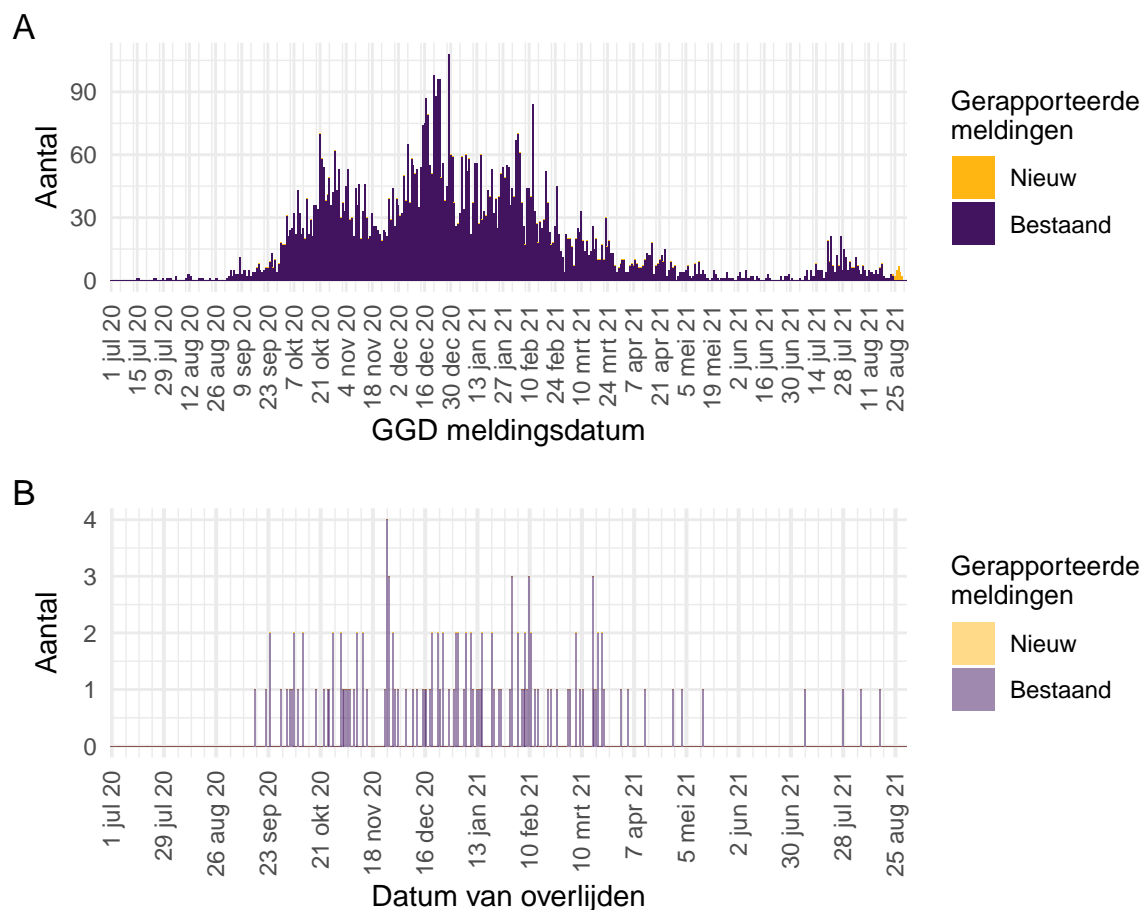 A
Aantal
90
60
30
0
1 jul 20
15 jul 20
29 jul 20
12 aug 20
26 aug 20
9 sep 20
23 sep 20
7 okt 20
21 okt 20
4 nov 20
18 nov 20
2 dec 20
16 dec 20
30 dec 20
13 jan 21
27 jan 21
10 feb 21
24 feb 21
10 mrt 21
24 mrt 21
7 apr 21
21 apr 21
5 mei 21
19 mei 21
2 jun 21
16 jun 21
30 jun 21
14 jul 21
28 jul 21
11 aug 21
25 aug 21
GGD meldingsdatum
Gerapporteerde
meldingen
Nieuw
Bestaand
B
Aantal
4
3
2
1
0
1 jul 20
29 jul 20
26 aug 20
23 sep 20
21 okt 20
18 nov 20
16 dec 20
13 jan 21
10 feb 21
10 mrt 21
7 apr 21
5 mei 21
2 jun 21
30 jun 21
28 jul 21
25 aug 21
Datum van overlijden
Gerapporteerde
meldingen
Nieuw
Bestaand